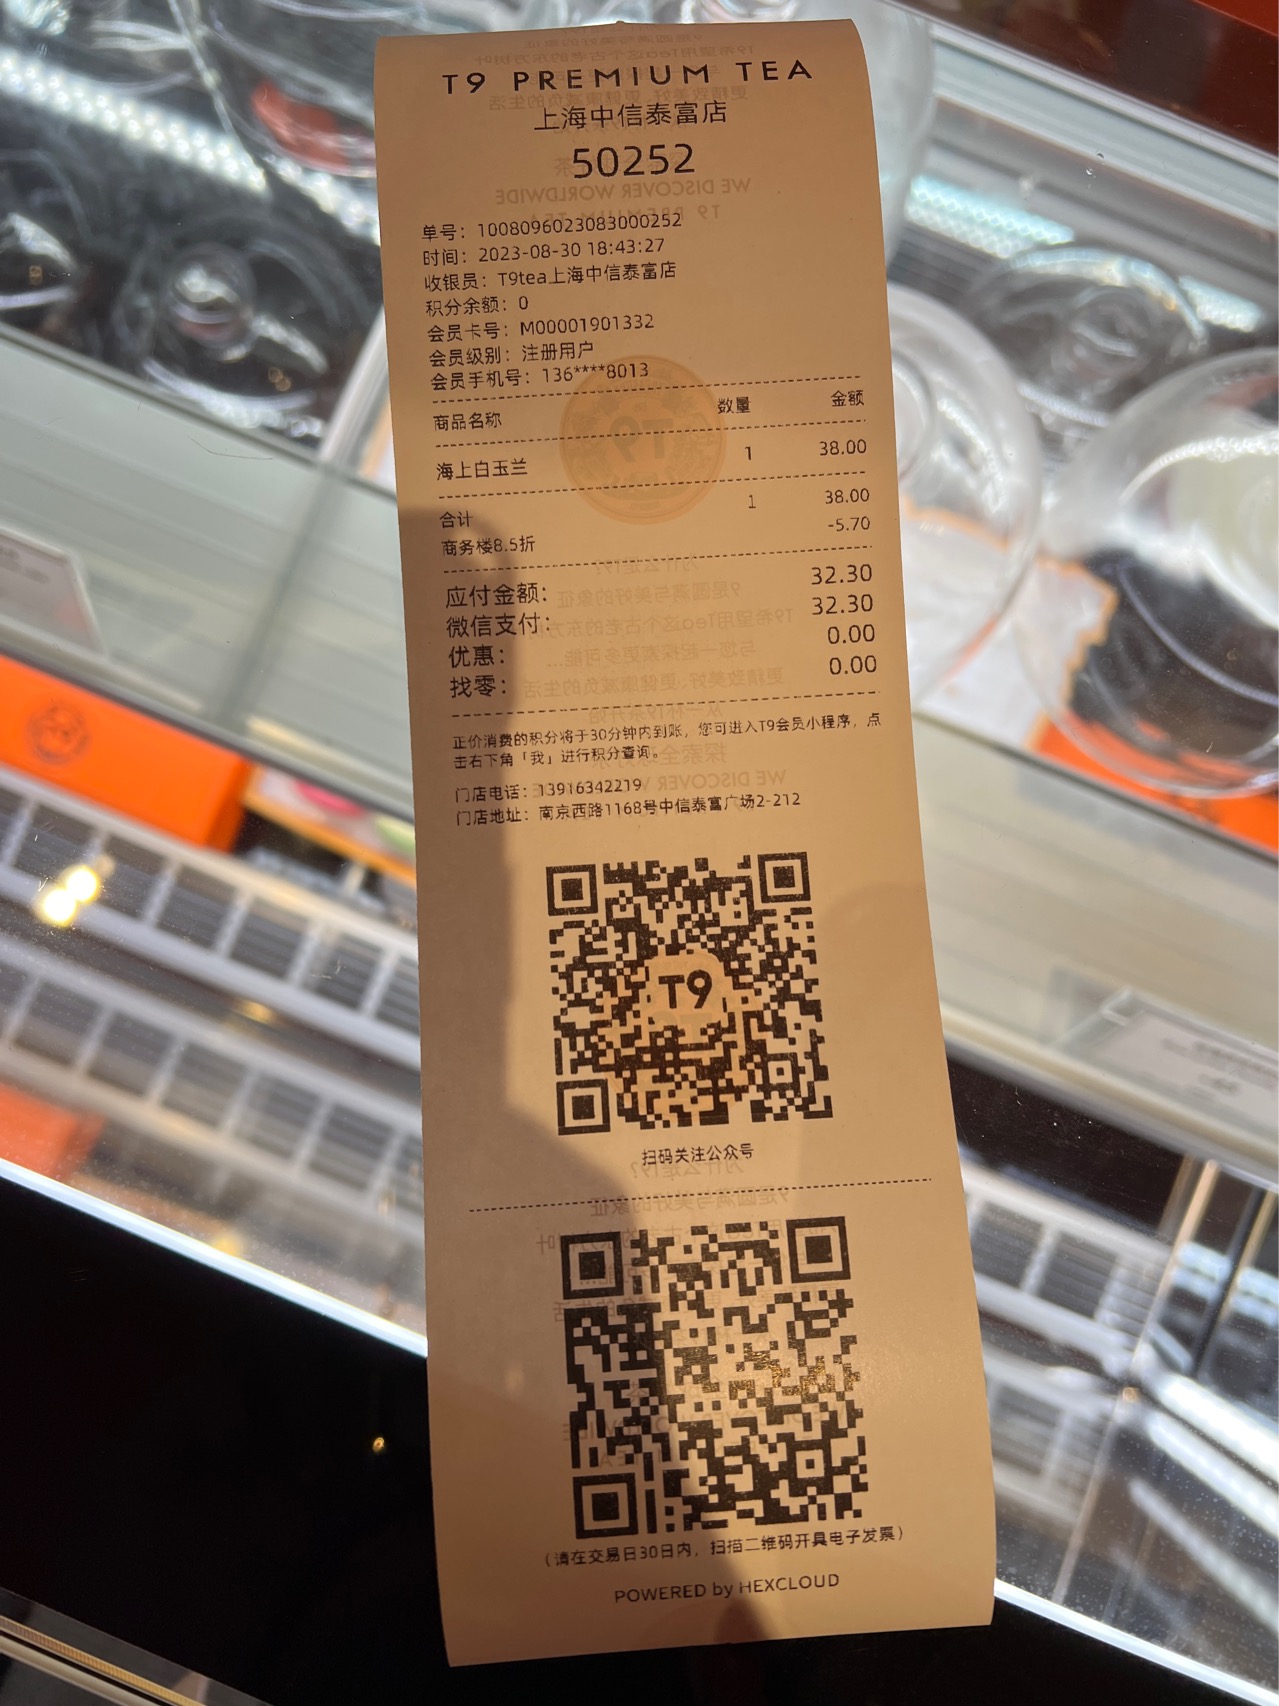 T9 PREMIUM TEA
上海中信泰富店
50252
单号：1008096023083000252
时间：2023-08-30 18:43:27
收银员：T9tea上海中信泰富店
积分余额：0
会员卡号：M00001901332
会员级别：注册用户
会员手机号：136****8013
商品名称 数量 金额
海上白玉兰 1 38.00
合计 1 38.00
商务楼8.5折 -5.70
应付金额： 32.30
微信支付： 32.30
优惠： 0.00
找零： 0.00
正价消费的积分将于30分钟内到账，您可进入T9会员小程序，点
击右下角「我」进行积分查询。
门店电话：13916342219
门店地址：南京西路1168号中信泰富广场2-212
T9
扫码关注公众号
（请在交易日30日内，扫描二维码开具电子发票）
POWERED by HEXCLOUD